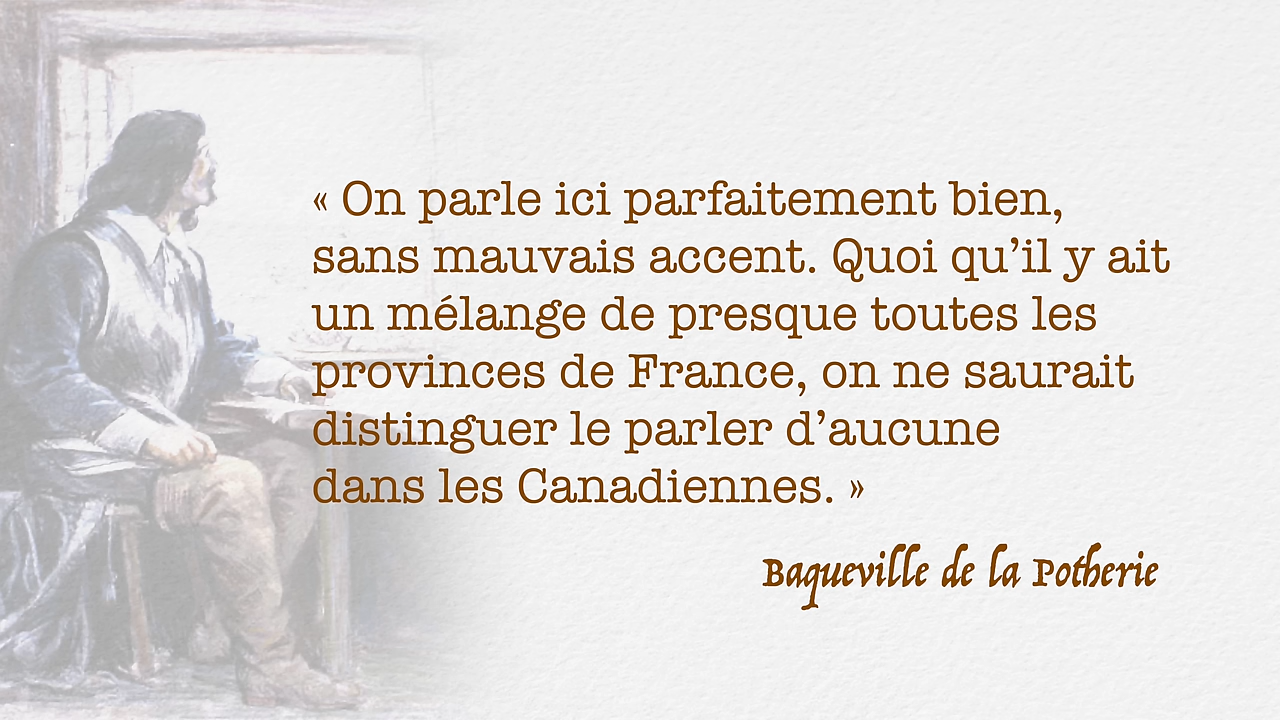 « On parle ici parfaitement bien,
sans mauvais accent. Quoi qu’il y ait
un mélange de presque toutes les
provinces de France, on ne saurait
distinguer le parler d’aucune
dans les Canadiennes. »
Baqueville de la Potherie